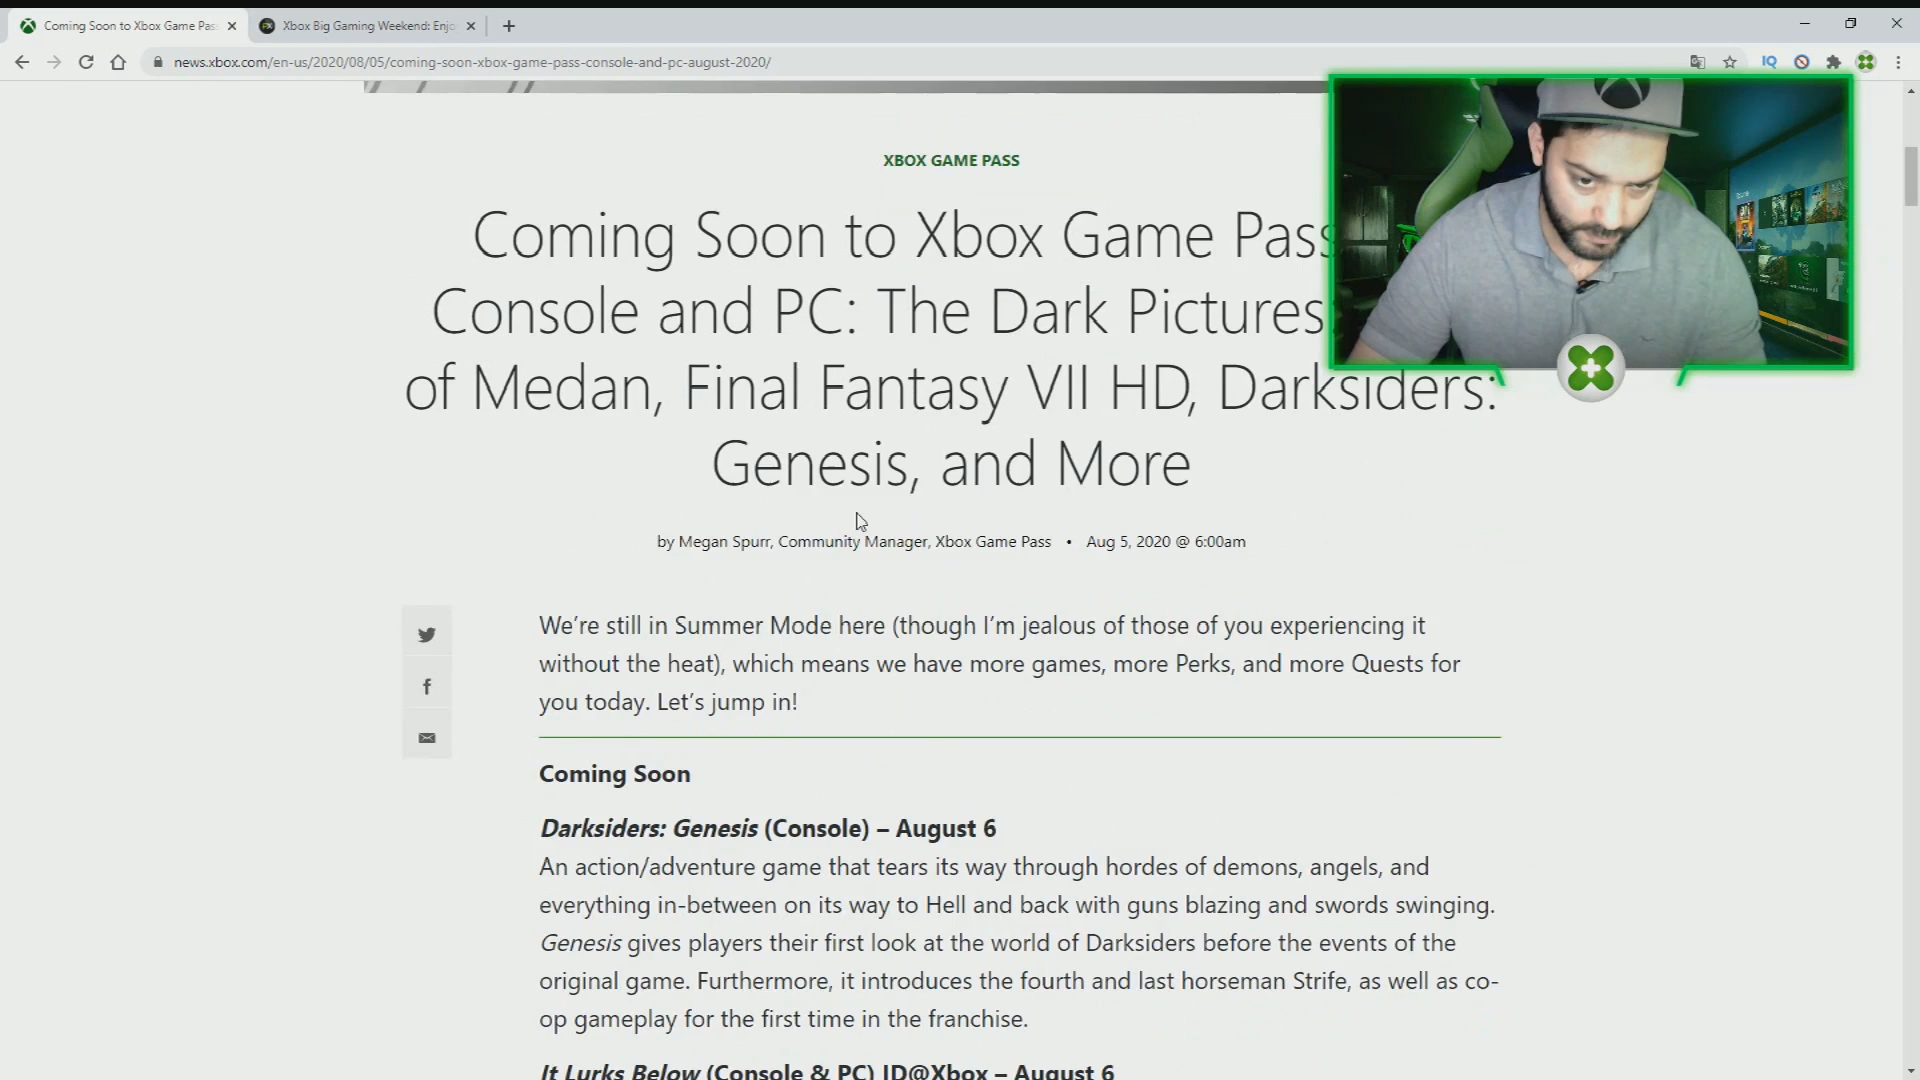 Coming Soon to Xbox Game Pas
Xbox Big Gaming Weekend: Enjo
news.xbox.com/en-us/2020/08/05/coming-soon-xbox-game-pass-console-and-pc-august-2020/
IQ
XBOX GAME PASS
Coming Soon to Xbox Game Pass
Console and PC: The Dark Pictures:
of Medan, Final Fantasy VII HD, Darksiders:
Genesis, and More
by Megan Spurr, Community Manager, Xbox Game Pass • Aug 5, 2020 @ 6:00am
We’re still in Summer Mode here (though I’m jealous of those of you experiencing it
without the heat), which means we have more games, more Perks, and more Quests for
you today. Let’s jump in!
Coming Soon
Darksiders: Genesis (Console) – August 6
An action/adventure game that tears its way through hordes of demons, angels, and
everything in-between on its way to Hell and back with guns blazing and swords swinging.
Genesis gives players their first look at the world of Darksiders before the events of the
original game. Furthermore, it introduces the fourth and last horseman Strife, as well as co-
op gameplay for the first time in the franchise.
It Lurks Below (Console & PC) ID@Xbox – August 6